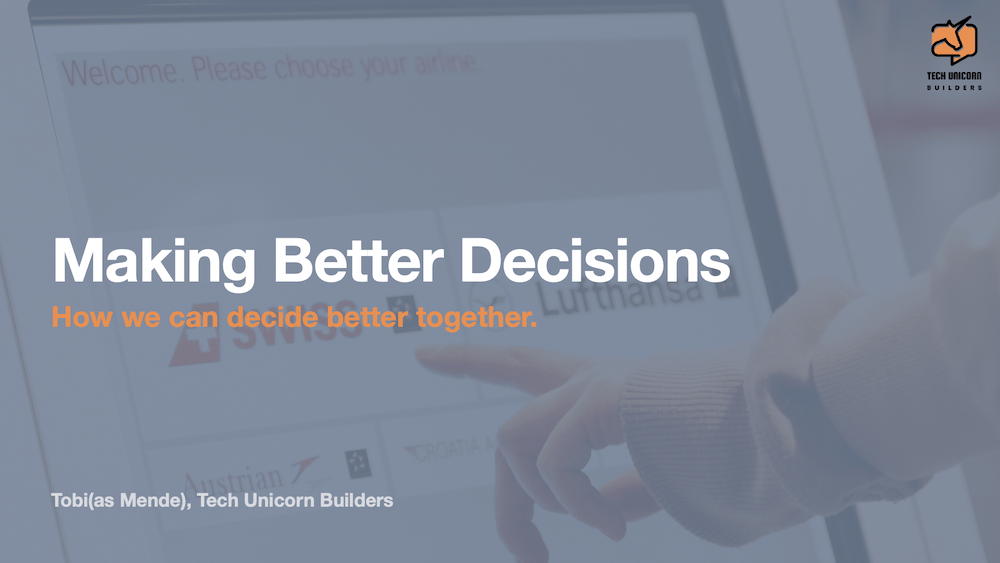 Welcome. Please choose your airline.
TECH UNICORN
BUILDERS
Making Better Decisions
How we can decide better together.
SWISS
Lufthansa
Austrian
CROATIA A
Tobi(as Mende), Tech Unicorn Builders